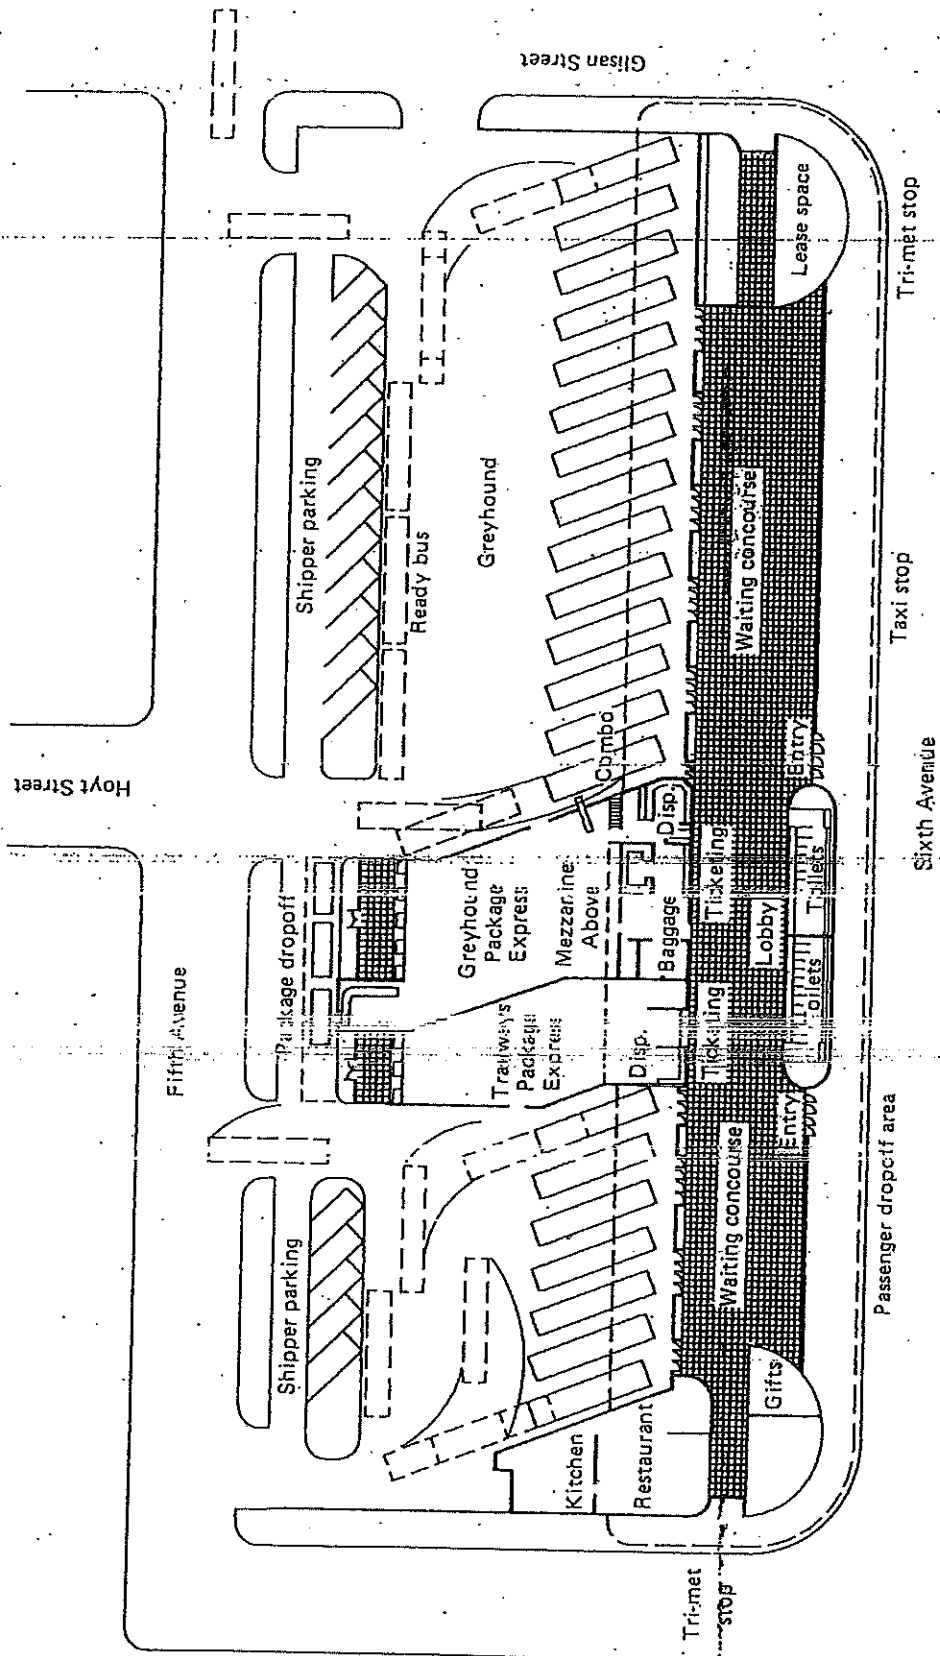 Fifth Avenue
Hoyt Street
Glisan Street
Shipper parking
Package dropoff
Shipper parking
Ready bus
Greyhound
Trailways
Package
Express
Greyhound
Package
Express
Mezzanine
Above
Combo
Kitchen
Restaurant
Disp.
Baggage
Disp.
Ticketing
Ticketing
Waiting concourse
Lobby
Waiting concourse
Gifts
Entry
Toilets
Toilets
Entry
Lease space
Tri-met
stop
Passenger dropoff area
Sixth Avenue
Taxi stop
Tri-met stop